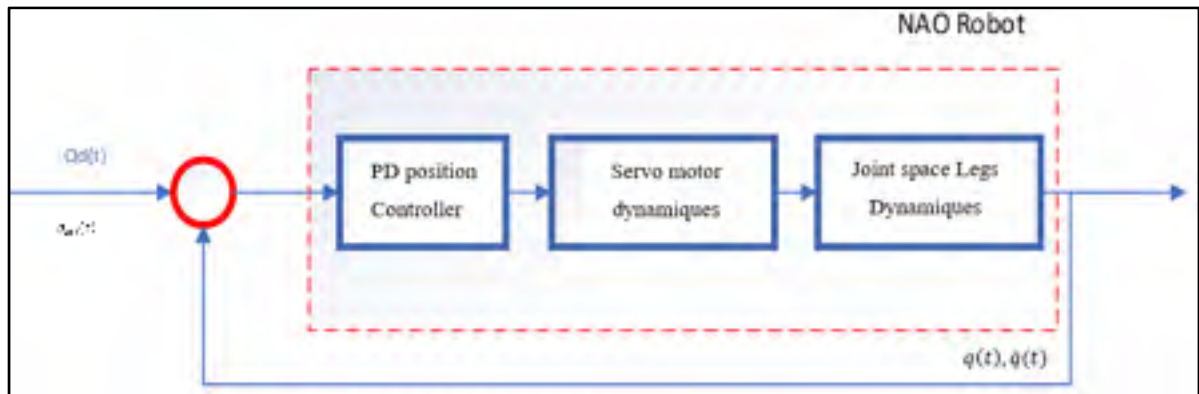 NAO Robot
Qd(t)
PD position
Controller
Servo motor
dynamiques
Joint space Legs
Dynamiques
q(t), q̇(t)